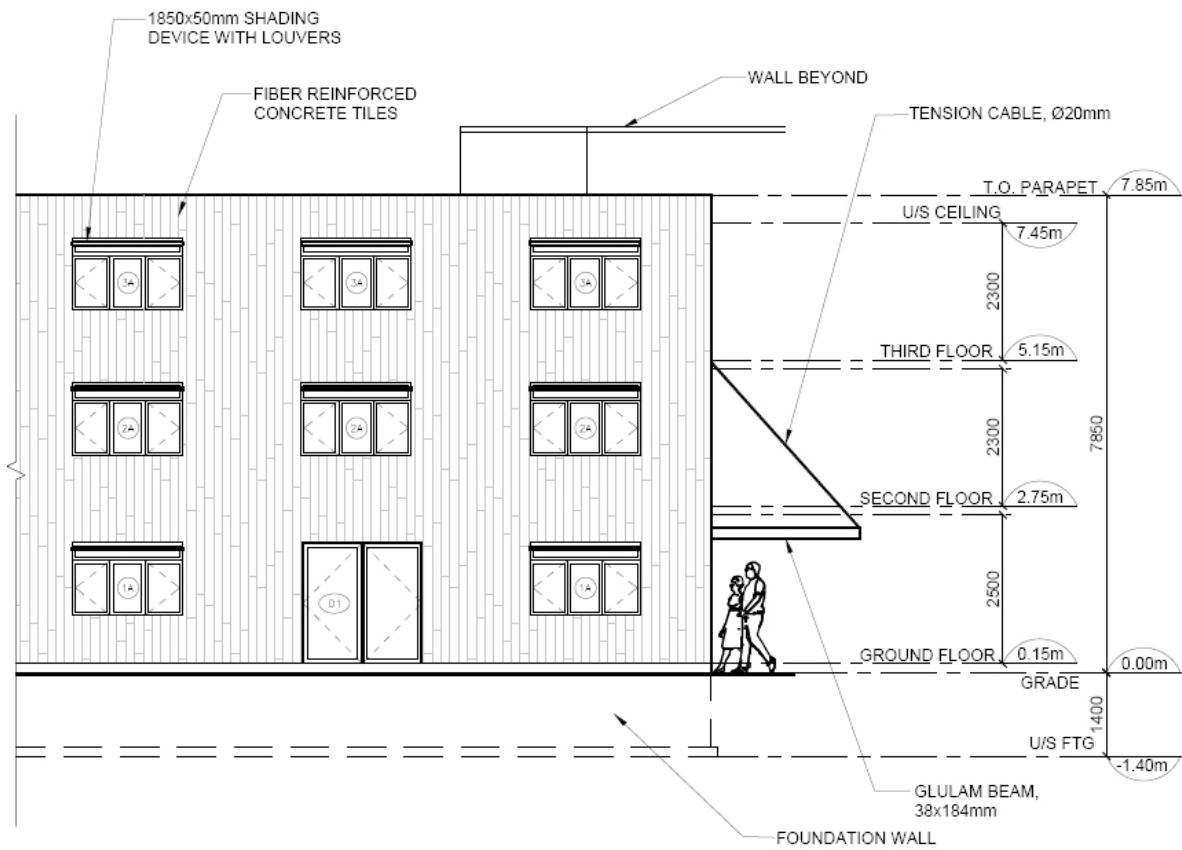 1850x50mm SHADING
DEVICE WITH LOUVERS
FIBER REINFORCED
CONCRETE TILES
WALL BEYOND
TENSION CABLE, Ø20mm
T.O. PARAPET 7.85m
U/S CEILING
7.45m
3A 3A 3A
2300
THIRD FLOOR 5.15m
2A 2A 2A
2300
7850
SECOND FLOOR 2.75m
1A D1 1A
2500
GROUND FLOOR 0.15m
0.00m
GRADE
1400
U/S FTG
-1.40m
GLULAM BEAM,
38x184mm
FOUNDATION WALL